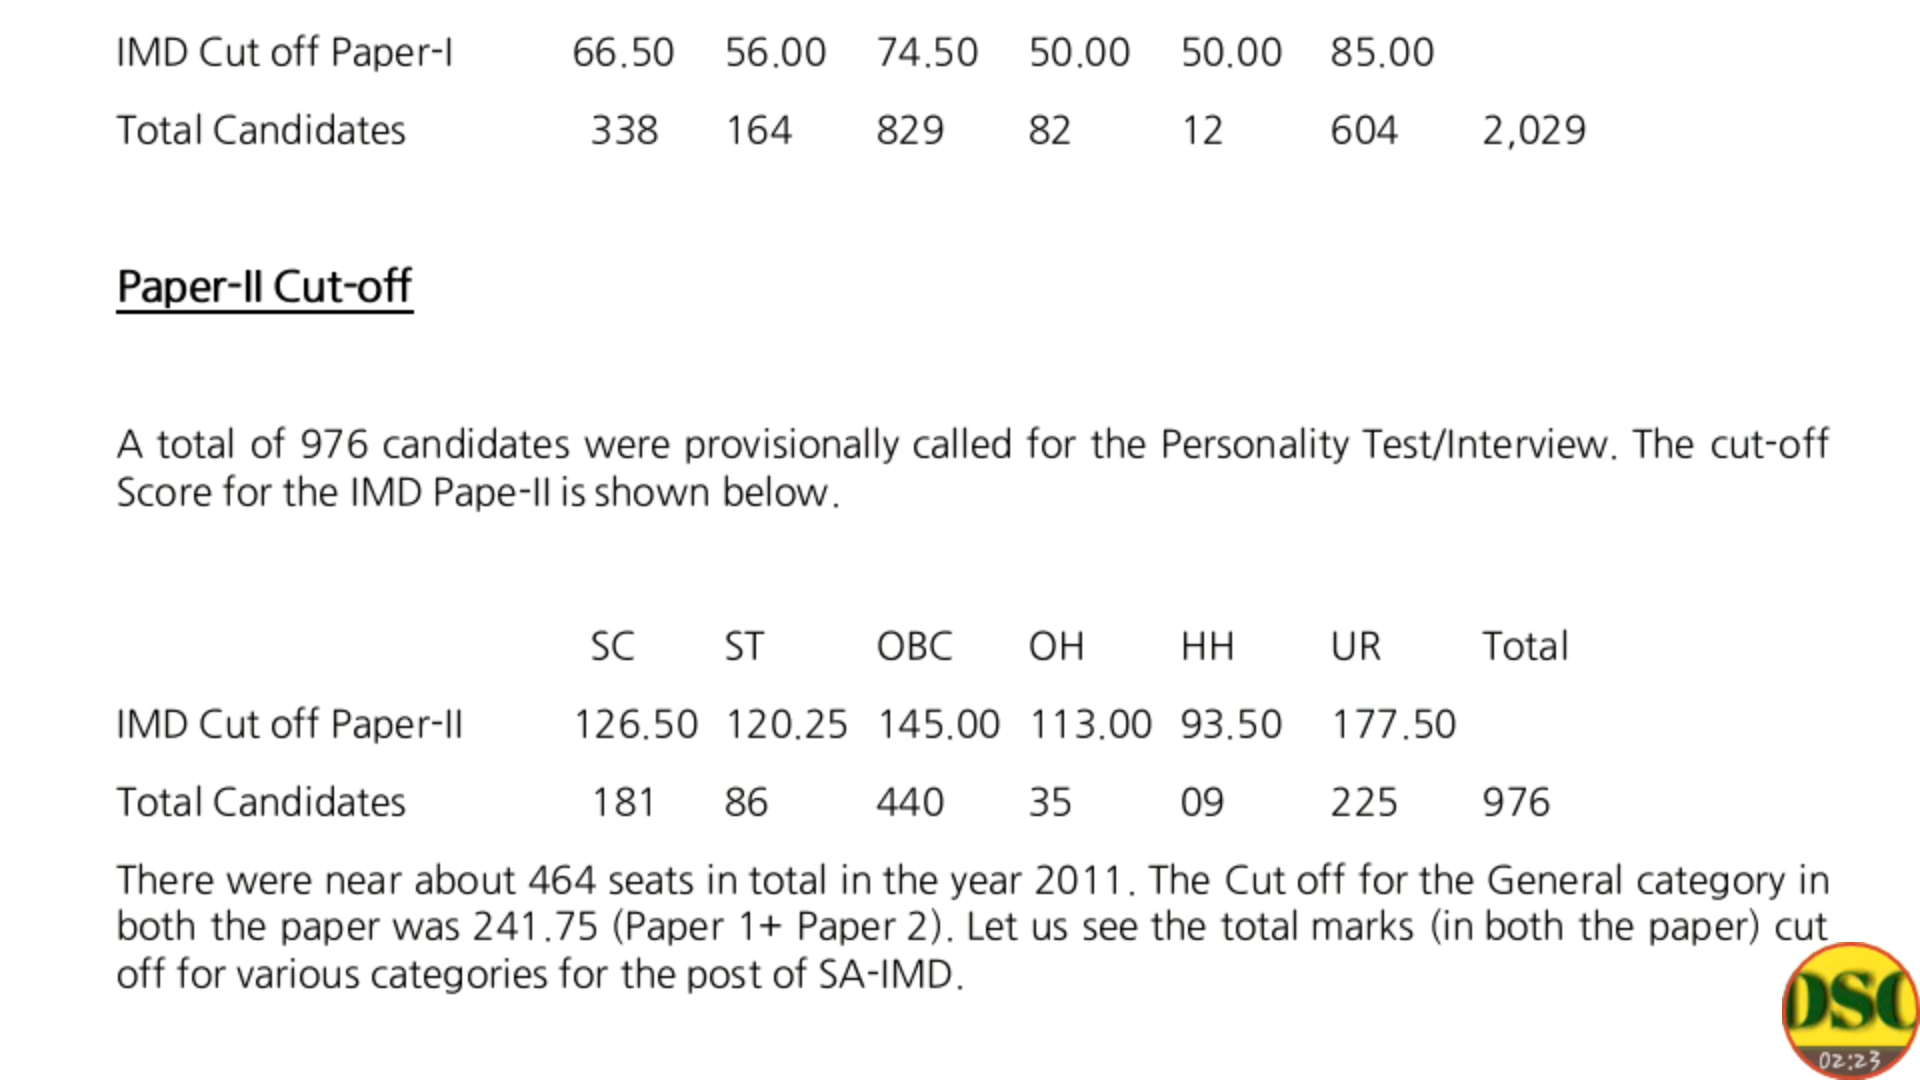 IMD Cut off Paper-I 66.50 56.00 74.50 50.00 50.00 85.00
Total Candidates 338 164 829 82 12 604 2,029
Paper-II Cut-off
A total of 976 candidates were provisionally called for the Personality Test/Interview. The cut-off
Score for the IMD Pape-II is shown below.
SC ST OBC OH HH UR Total
IMD Cut off Paper-II 126.50 120.25 145.00 113.00 93.50 177.50
Total Candidates 181 86 440 35 09 225 976
There were near about 464 seats in total in the year 2011. The Cut off for the General category in
both the paper was 241.75 (Paper 1+ Paper 2). Let us see the total marks (in both the paper) cut
off for various categories for the post of SA-IMD.
DSC
02:23